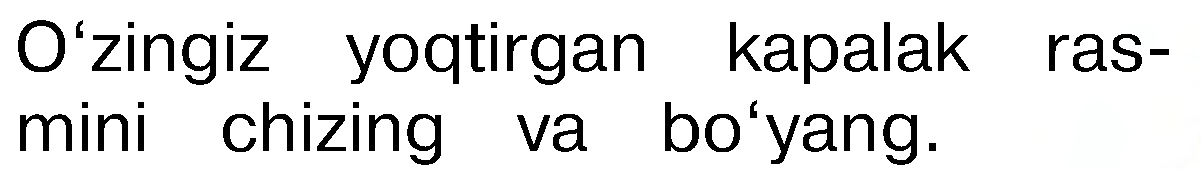 O‘zingiz yoqtirgan kapalak ras-
mini chizing va bo‘yang.